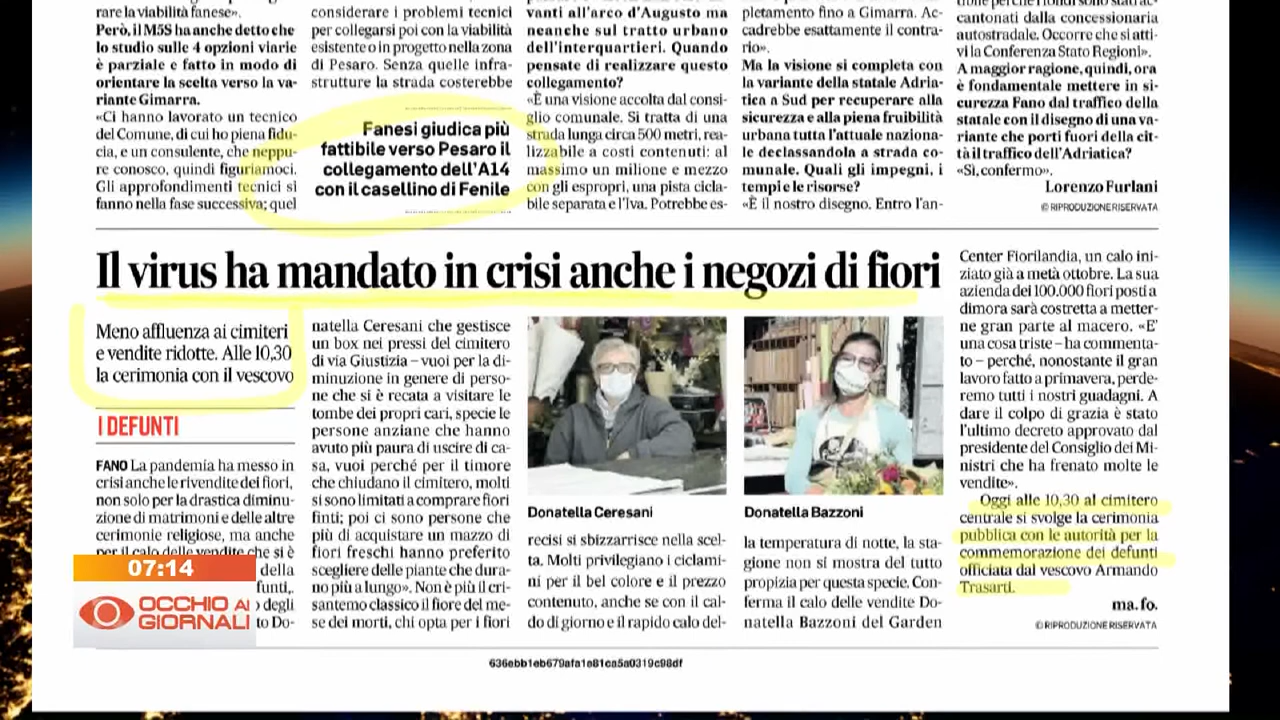 rare la viabilità fanese».
Però, il M5S ha anche detto che
lo studio sulle 4 opzioni viarie
è parziale e fatto in modo di
orientare la scelta verso la va-
riante Gimarra.
«Ci hanno lavorato un tecnico
del Comune, di cui ho piena fidu-
cia, e un consulente, che neppu-
re conosco, quindi figuriamoci.
Gli approfondimenti tecnici si
fanno nella fase successiva; quel
considerare i problemi tecnici
per collegarsi poi con la viabilità
esistente o in progetto nella zona
di Pesaro. Senza quelle infra-
strutture la strada costerebbe
Fanesi giudica più
fattibile verso Pesaro il
collegamento dell'A14
con il casellino di Fenile
vanti all'arco d'Augusto ma
neanche sul tratto urbano
dell'interquartieri. Quando
pensate di realizzare questo
collegamento?
«È una visione accolta dal consi-
glio comunale. Si tratta di una
strada lunga circa 500 metri, rea-
lizzabile a costi contenuti: al
massimo un milione e mezzo
con gli espropri, una pista cicla-
bile separata e l'Iva. Potrebbe es-
pletamento fino a Gimarra. Ac-
cadrebbe esattamente il contra-
rio».
Ma la visione si completa con
la variante della statale Adria-
tica a Sud per recuperare alla
sicurezza e alla piena fruibilità
urbana tutta l'attuale naziona-
le declassandola a strada co-
munale. Quali gli impegni, i
tempi e le risorse?
«È il nostro disegno. Entro l'an-
cantonati dalla concessionaria
autostradale. Occorre che si atti-
vi la Conferenza Stato Regioni».
A maggior ragione, quindi, ora
è fondamentale mettere in si-
curezza Fano dal traffico della
statale con il disegno di una va-
riante che porti fuori della cit-
tà il traffico dell'Adriatica?
«Sì, confermo».
Lorenzo Furlani
© RIPRODUZIONE RISERVATA
Il virus ha mandato in crisi anche i negozi di fiori
Meno affluenza ai cimiteri
e vendite ridotte. Alle 10,30
la cerimonia con il vescovo
I DEFUNTI
FANO La pandemia ha messo in
crisi anche le rivendite dei fiori,
non solo per la drastica diminu-
zione di matrimoni e delle altre
cerimonie religiose, ma anche
per il calo delle vendite che si è
della
funti,.
degli
to Do-
natella Ceresani che gestisce
un box nei pressi del cimitero
di via Giustizia – vuoi per la di-
minuzione in genere di perso-
ne che si è recata a visitare le
tombe dei propri cari, specie le
persone anziane che hanno
avuto più paura di uscire di ca-
sa, vuoi perché per il timore
che chiudano il cimitero, molti
si sono limitati a comprare fiori
finti; poi ci sono persone che
più di acquistare un mazzo di
fiori freschi hanno preferito
scegliere delle piante che dura-
no più a lungo». Non è più il cri-
santemo classico il fiore del me-
se dei morti, chi opta per i fiori
Donatella Ceresani
recisi si sbizzarrisce nella scel-
ta. Molti privilegiano i ciclami-
ni per il bel colore e il prezzo
contenuto, anche se con il cal-
do di giorno e il rapido calo del-
Donatella Bazzoni
la temperatura di notte, la sta-
gione non si mostra del tutto
propizia per questa specie. Con-
ferma il calo delle vendite Do-
natella Bazzoni del Garden
Center Fiorilandia, un calo ini-
ziato già a metà ottobre. La sua
azienda dei 100.000 fiori posti a
dimora sarà costretta a metter-
ne gran parte al macero. «E'
una cosa triste – ha commenta-
to – perché, nonostante il gran
lavoro fatto a primavera, perde-
remo tutti i nostri guadagni. A
dare il colpo di grazia è stato
l'ultimo decreto approvato dal
presidente del Consiglio dei Mi-
nistri che ha frenato molte le
vendite».
Oggi alle 10,30 al cimitero
centrale si svolge la cerimonia
pubblica con le autorità per la
commemorazione dei defunti
officiata dal vescovo Armando
Trasarti.
ma. fo.
© RIPRODUZIONE RISERVATA
07:14
OCCHIO AI
GIORNALI
636ebb1eb679afa1e81ca5a0319c98df